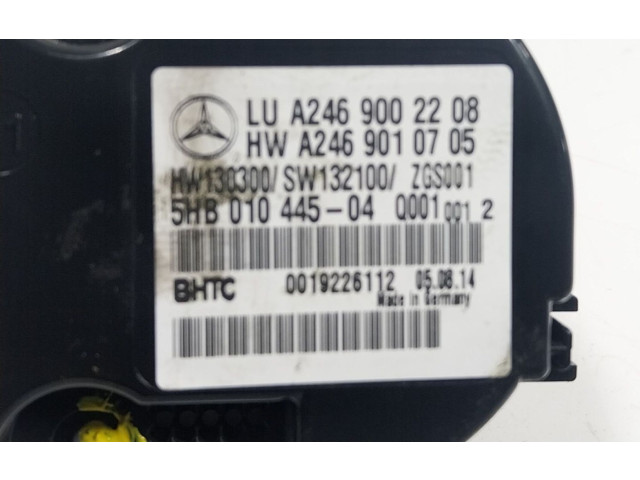 LU A246 900 22 08
HW A246 901 07 05
HW130300/ SW132100/ ZGS001
5HB 010 445-04 Q001 001 2
BHTC 0019226112 05.08.14
Made in Germany